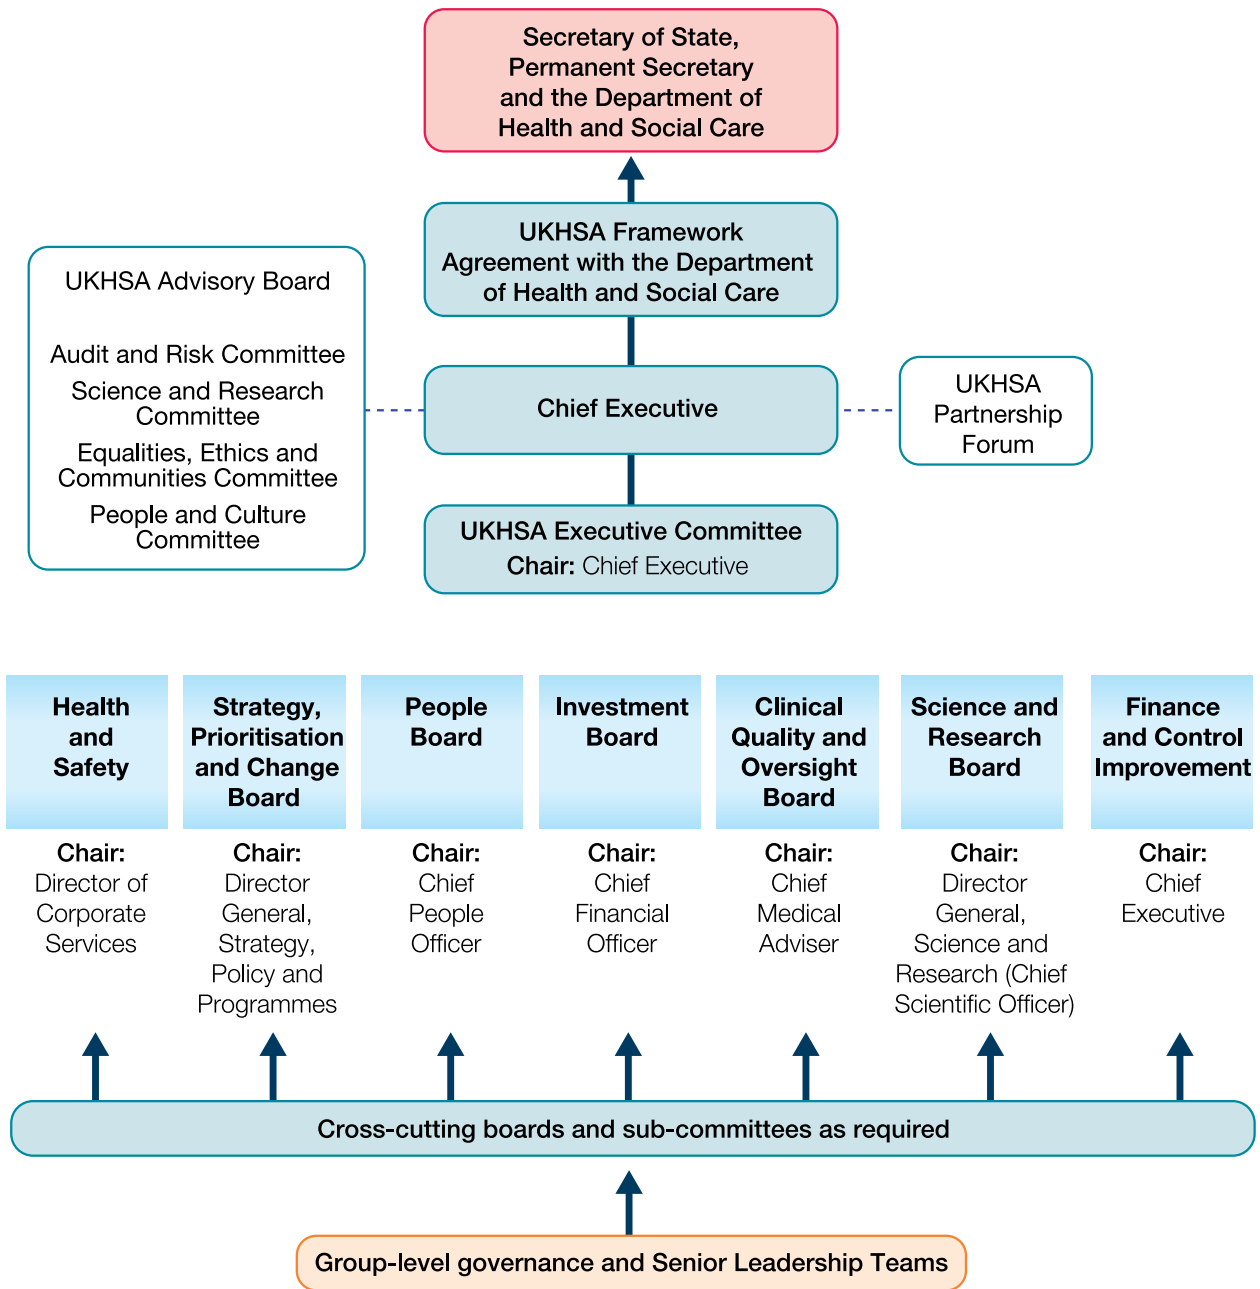 Secretary of State,
Permanent Secretary
and the Department of
Health and Social Care
UKHSA Framework
Agreement with the Department
of Health and Social Care
UKHSA Advisory Board
Audit and Risk Committee
Science and Research
Committee
Equalities, Ethics and
Communities Committee
People and Culture
Committee
Chief Executive
UKHSA
Partnership
Forum
UKHSA Executive Committee
Chair: Chief Executive
Health
and
Safety
Chair:
Director of
Corporate
Services
Strategy,
Prioritisation
and Change
Board
Chair:
Director
General,
Strategy,
Policy and
Programmes
People
Board
Chair:
Chief
People
Officer
Investment
Board
Chair:
Chief
Financial
Officer
Clinical
Quality and
Oversight
Board
Chair:
Chief
Medical
Adviser
Science and
Research
Board
Chair:
Director
General,
Science and
Research (Chief
Scientific Officer)
Finance
and Control
Improvement
Chair:
Chief
Executive
Cross-cutting boards and sub-committees as required
Group-level governance and Senior Leadership Teams